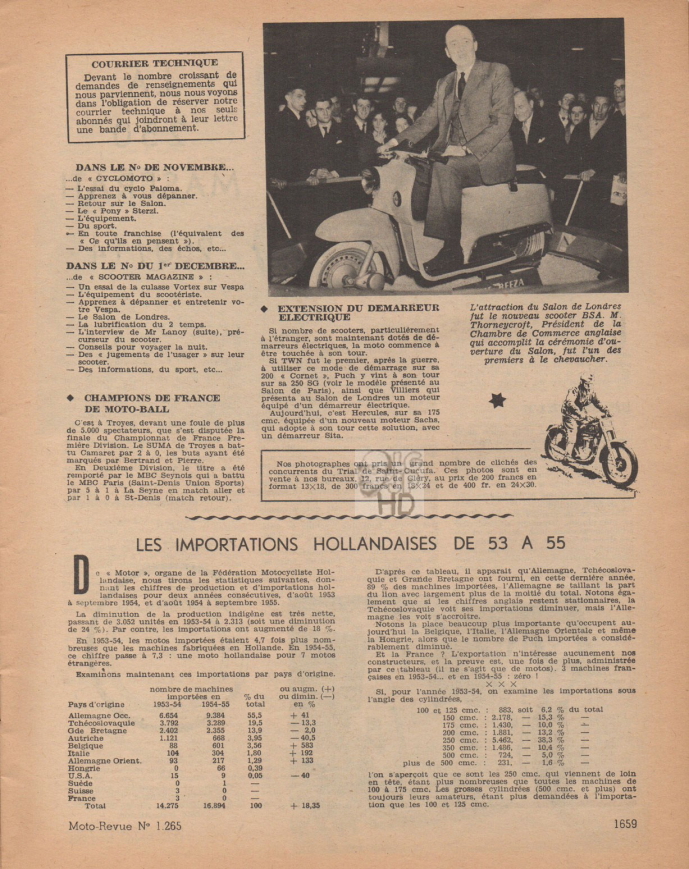 COURRIER TECHNIQUE
Devant le nombre croissant de
demandes de renseignements qui
nous parviennent, nous nous voyons
dans l'obligation de réserver notre
courrier technique à nos seuls
abonnés qui joindront à leur lettre
une bande d'abonnement.
DANS LE No DE NOVEMBRE...
...de « CYCLOMOTO » :
— L'essai du cyclo Paloma.
— Apprenez à vous dépanner.
— Retour sur le Salon.
— Le « Pony » Sterzi.
— L'équipement.
— Du sport.
— En toute franchise (l'équivalent des
« Ce qu'ils en pensent »).
— Des informations, des échos, etc...
DANS LE No DU 1er DECEMBRE...
...de « SCOOTER MAGAZINE » :
— Un essai de la culasse Vortex sur Vespa
— L'équipement du scootériste.
— Apprenez à dépanner et entretenir vo-
tre Vespa.
— Le Salon de Londres.
— La lubrification du 2 temps.
— L'interview de Mr Lancy (suite), pré-
curseur du scooter.
— Conseils pour voyager la nuit.
— Des « jugements de l'usager » sur leur
scooter.
— Des informations, du sport, etc...
◆ CHAMPIONS DE FRANCE
DE MOTO-BALL
C'est à Troyes, devant une foule de plus
de 5.000 spectateurs, que s'est disputée la
finale du Championnat de France Pre-
mière Division. Le SUMA de Troyes a bat-
tu Camaret par 2 à 0, les buts ayant été
marqués par Bertrand et Pierre.
En Deuxième Division, le titre a été
remporté par le MBC Seynois qui a battu
le MBC Paris (Saint-Denis Union Sports)
par 5 à 1 à La Seyne en match aller et
par 1 à 0 à St-Denis (match retour).
◆ EXTENSION DU DEMARREUR
ELECTRIQUE
Si nombre de scooters, particulièrement
à l'étranger, sont maintenant dotés de dé-
marreurs électriques, la moto commence à
être touchée à son tour.
Si TWN fut le premier, après la guerre,
à utiliser ce mode de démarrage sur sa
200 « Cornet », Puch y vint à son tour
sur sa 250 SG (voir le modèle présenté au
Salon de Paris), ainsi que Villiers qui
présenta au Salon de Londres un moteur
équipé d'un démarreur électrique.
Aujourd'hui, c'est Hercules, sur sa 175
cmc. équipée d'un nouveau moteur Sachs,
qui adopte à son tour cette solution, avec
un démarreur Siba.
L'attraction du Salon de Londres
fut le nouveau scooter BSA. M.
Thorneycroft, Président de la
Chambre de Commerce anglaise
qui accomplit la cérémonie d'ou-
verture du Salon, fut l'un des
premiers à le chevaucher.
Nos photographes ont pris un grand nombre de clichés des
concurrents du Trial de Saint-Cucufa. Ces photos sont en
vente à nos bureaux, 12, rue de Cléry, au prix de 200 francs en
format 13×18, de 300 francs en 18×24 et de 400 fr. en 24×30.
BIG
HD
LES IMPORTATIONS HOLLANDAISES DE 53 A 55
De « Motor », organe de la Fédération Motocycliste Hol-
landaise, nous tirons les statistiques suivantes, don-
nant les chiffres de production et d'importations hol-
landaises pour deux années consécutives, d'août 1953
à septembre 1954, et d'août 1954 à septembre 1955.
La diminution de la production indigène est très nette,
passant de 3.052 unités en 1953-54 à 2.313 (soit une diminution
de 24 %). Par contre, les importations ont augmenté de 18 %.
En 1953-54, les motos importées étaient 4,7 fois plus nom-
breuses que les machines fabriquées en Hollande. En 1954-55,
ce chiffre passe à 7,3 : une moto hollandaise pour 7 motos
étrangères.
Examinons maintenant ces importations par pays d'origine.
nombre de machines ou augm. (+)
importées en % du ou dimin. (—)
Pays d'origine 1953-54 1954-55 total en %
Allemagne Occ. 6.654 9.384 55,5 + 41
Tchécoslovaquie 3.792 3.289 19,5 — 13,3
Gde Bretagne 2.402 2.355 13,9 — 2,0
Autriche 1.121 668 3,95 — 40,5
Belgique 88 601 3,56 + 583
Italie 104 304 1,80 + 192
Allemagne Orient. 93 217 1,29 + 133
Hongrie 0 66 0,39
U.S.A. 15 9 0,05 — 40
Suède 0 1 —
Suisse 3 0 —
France 3 0 —
Total 14.275 16.894 100 + 18,35
D'après ce tableau, il apparait qu'Allemagne, Tchécoslova-
quie et Grande Bretagne ont fourni, en cette dernière année,
89 % des machines importées, l'Allemagne se taillant la part
du lion avec largement plus de la moitié du total. Notons éga-
lement que si les chiffres anglais restent stationnaires, la
Tchécoslovaquie voit ses importations diminuer, mais l'Alle-
magne les voit s'accroître.
Notons la place beaucoup plus importante qu'occupent au-
jourd'hui la Belgique, l'Italie, l'Allemagne Orientale et même
la Hongrie, alors que le nombre de Puch importées a considé-
rablement diminué.
Et la France ? L'exportation n'intéresse aucunement nos
constructeurs, et la preuve est, une fois de plus, administrée
par ce tableau (il ne s'agit que de motos). 3 machines fran-
çaises en 1953-54... et en 1954-55 : zéro !
× × ×
Si, pour l'année 1953-54, on examine les importations sous
l'angle des cylindrées,
100 et 125 cmc. : 883, soit 6,2 % du total
150 cmc. : 2.178, — 15,3 % —
175 cmc. : 1.430, — 10,0 % —
200 cmc. : 1.881, — 13,2 % —
250 cmc. : 5.462, — 38,3 % —
350 cmc. : 1.486, — 10,4 % —
500 cmc. : 724, — 5,0 % —
plus de 500 cmc. : 231, — 1,6 % —
l'on s'aperçoit que ce sont les 250 cmc. qui viennent de loin
en tête, étant plus nombreuses que toutes les machines de
100 à 175 cmc. Les grosses cylindrées (500 cmc. et plus) ont
toujours leurs amateurs, étant plus demandées à l'importa-
tion que les 100 et 125 cmc.
Moto-Revue No 1.265
1659